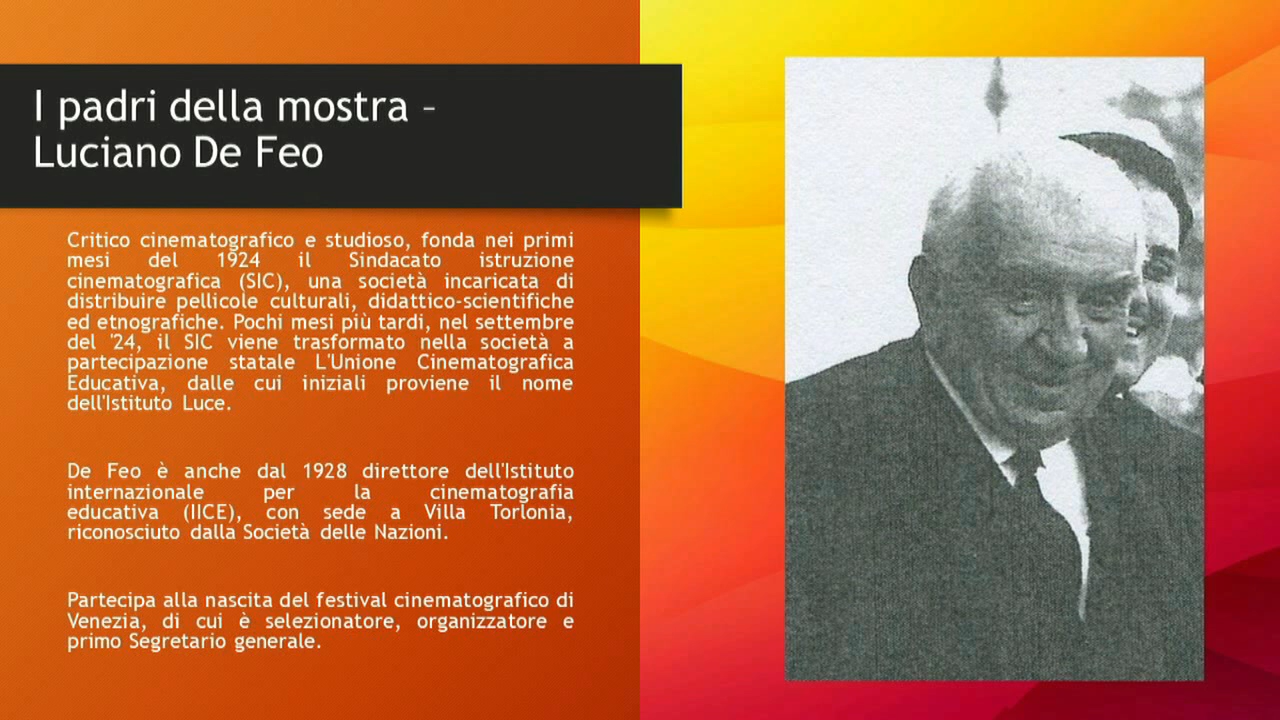 I padri della mostra –
Luciano De Feo
Critico cinematografico e studioso, fonda nei primi
mesi del 1924 il Sindacato istruzione
cinematografica (SIC), una società incaricata di
distribuire pellicole culturali, didattico-scientifiche
ed etnografiche. Pochi mesi più tardi, nel settembre
del '24, il SIC viene trasformato nella società a
partecipazione statale L'Unione Cinematografica
Educativa, dalle cui iniziali proviene il nome
dell'Istituto Luce.
De Feo è anche dal 1928 direttore dell'Istituto
internazionale per la cinematografia
educativa (IICE), con sede a Villa Torlonia,
riconosciuto dalla Società delle Nazioni.
Partecipa alla nascita del festival cinematografico di
Venezia, di cui è selezionatore, organizzatore e
primo Segretario generale.